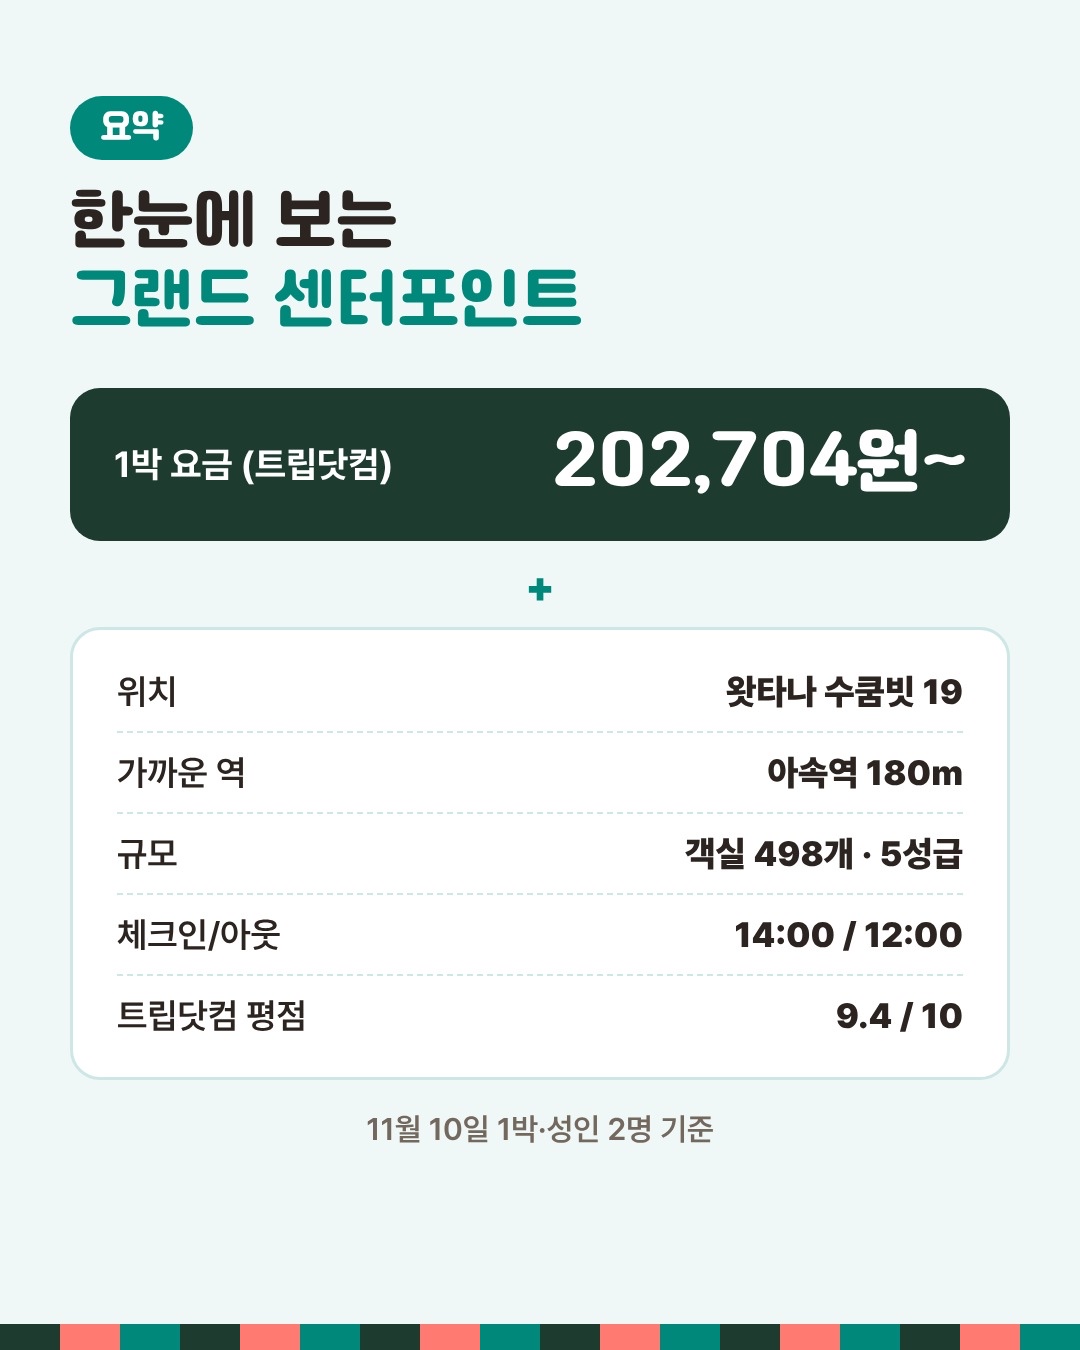 요약
한눈에 보는
그랜드 센터포인트
1박 요금 (트립닷컴) 202,704원~
+
위치 왓타나 수쿰빗 19
가까운 역 아속역 180m
규모 객실 498개 · 5성급
체크인/아웃 14:00 / 12:00
트립닷컴 평점 9.4 / 10
11월 10일 1박·성인 2명 기준